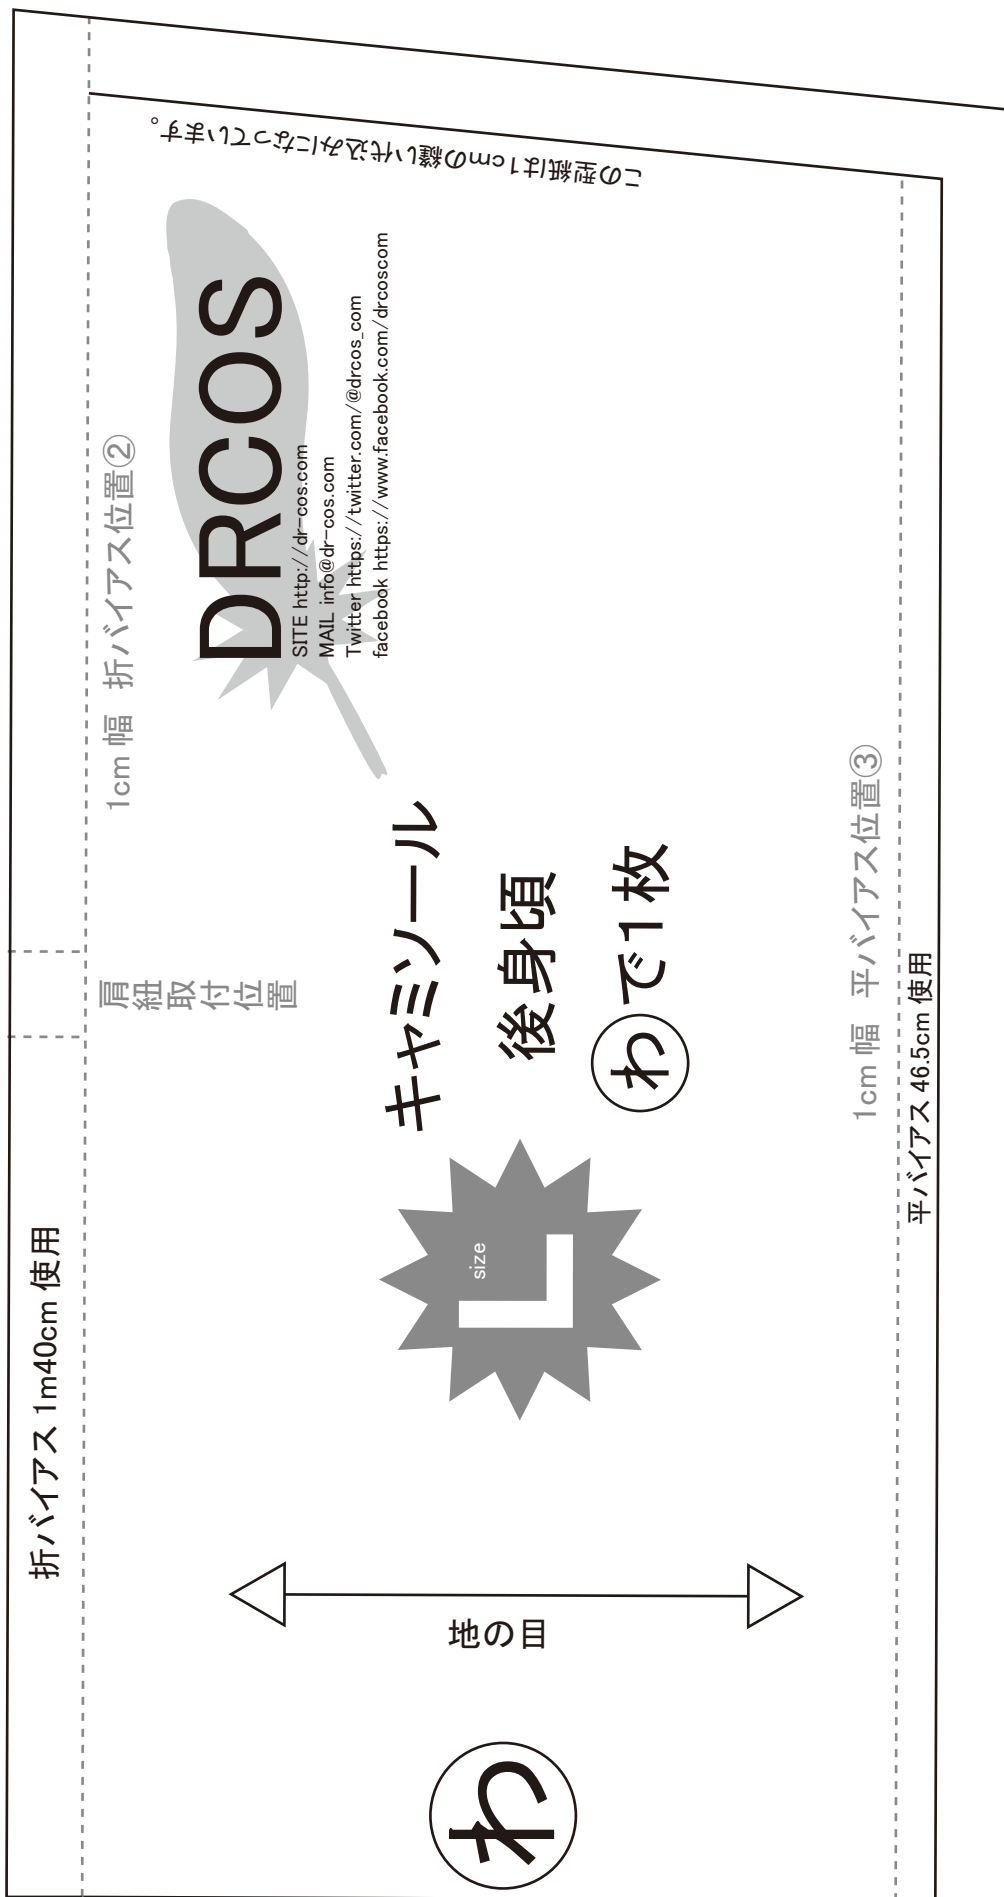 この型紙は1cmの縫い代込みになっています。
折バイアス 1m40cm 使用
1cm 幅 折バイアス位置②
肩紐取付位置
DRCOS
SITE http://dr-cos.com
MAIL info@dr-cos.com
Twitter https://twitter.com/@drcos_com
facebook https://www.facebook.com/drcoscom
キャミソール
後身頃
わで1枚
size
L
1cm 幅 平バイアス位置③
平バイアス 46.5cm 使用
地の目
わ